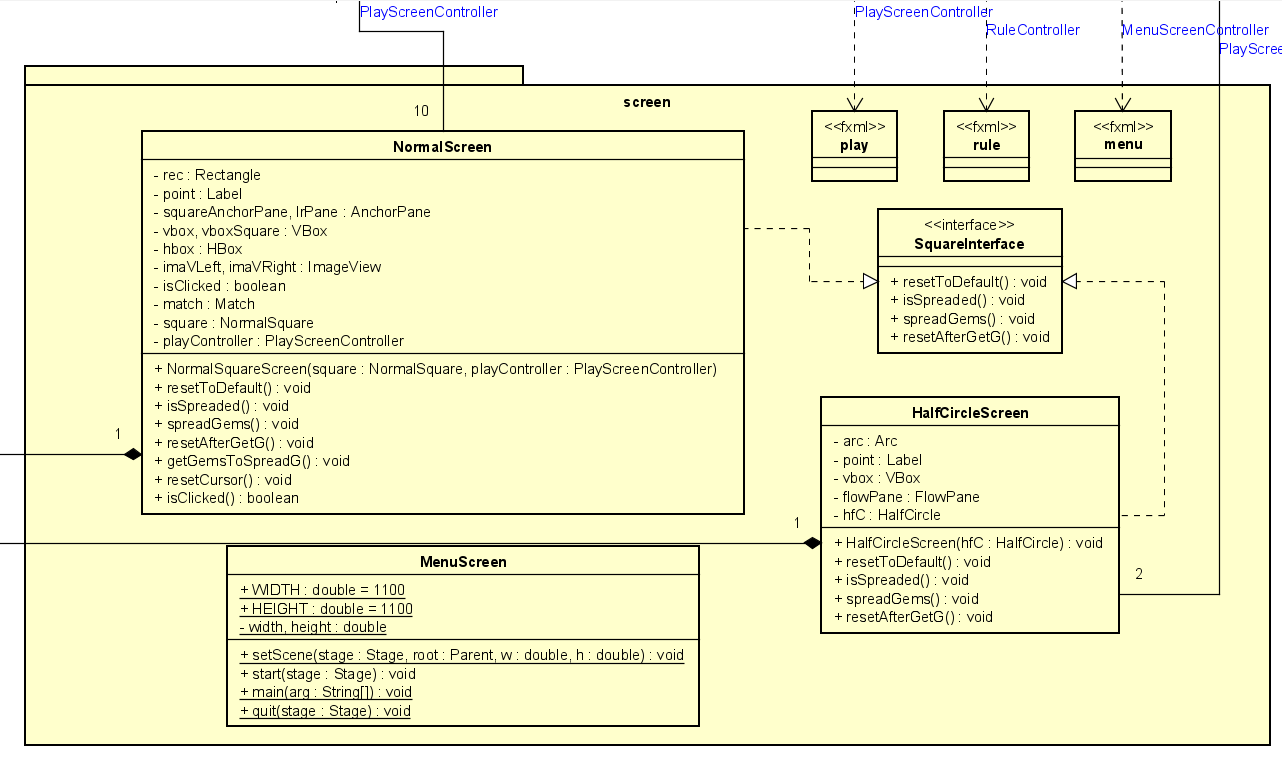 PlayScreenController
PlayScreenController
RuleController
MenuScreenController
PlayScree
screen
10
NormalScreen
- rec : Rectangle
- point : Label
- squareAnchorPane, lrPane : AnchorPane
- vbox, vboxSquare : VBox
- hbox : HBox
- imaVLeft, imaVRight : ImageView
- isClicked : boolean
- match : Match
- square : NormalSquare
- playController : PlayScreenController
+ NormalSquareScreen(square : NormalSquare, playController : PlayScreenController)
+ resetToDefault() : void
+ isSpreaded() : void
+ spreadGems() : void
+ resetAfterGetG() : void
+ getGemsToSpreadG() : void
+ resetCursor() : void
+ isClicked() : boolean
1
<<fxml>>
play
<<fxml>>
rule
<<fxml>>
menu
<<interface>>
SquareInterface
+ resetToDefault() : void
+ isSpreaded() : void
+ spreadGems() : void
+ resetAfterGetG() : void
HalfCircleScreen
- arc : Arc
- point : Label
- vbox : VBox
- flowPane : FlowPane
- hfC : HalfCircle
+ HalfCircleScreen(hfC : HalfCircle) : void
+ resetToDefault() : void
+ isSpreaded() : void
+ spreadGems() : void
+ resetAfterGetG() : void
1
2
MenuScreen
+ WIDTH : double = 1100
+ HEIGHT : double = 1100
- width, height : double
+ setScene(stage : Stage, root : Parent, w : double, h : double) : void
+ start(stage : Stage) : void
+ main(arg : String[]) : void
+ quit(stage : Stage) : void